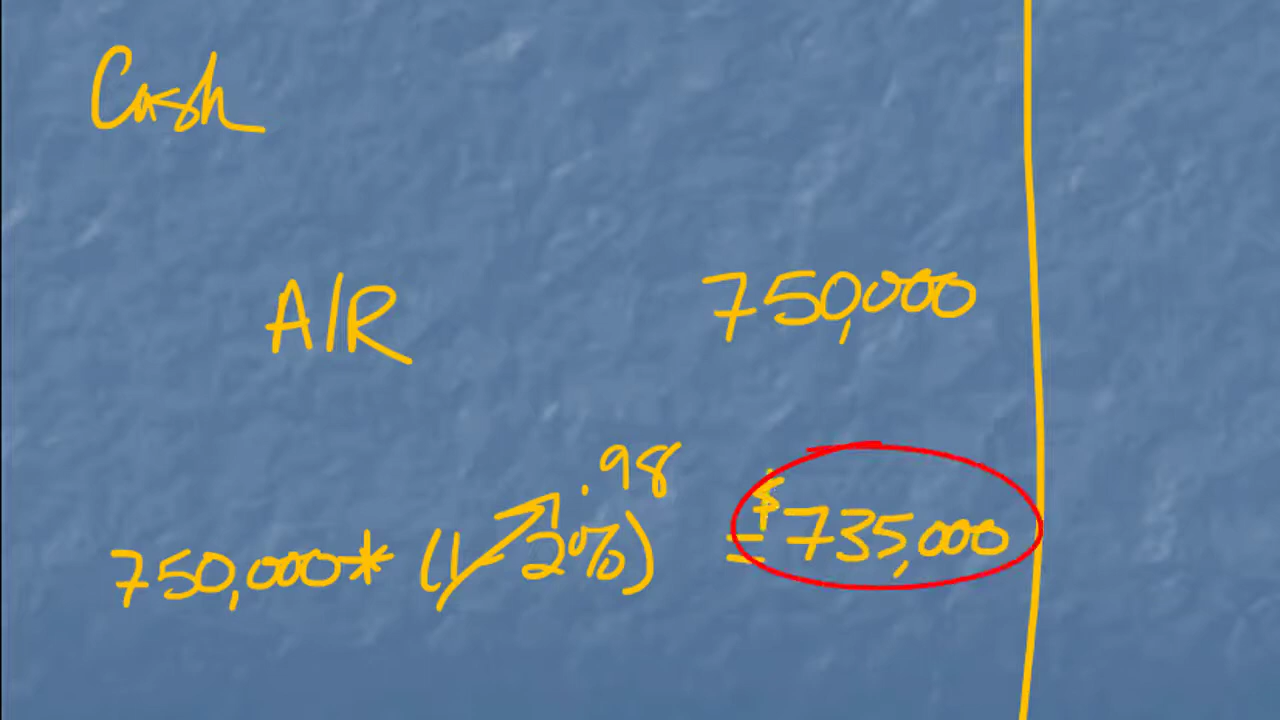 Cash
A/R 750,000
.98
750,000* (1-2%) = $735,000